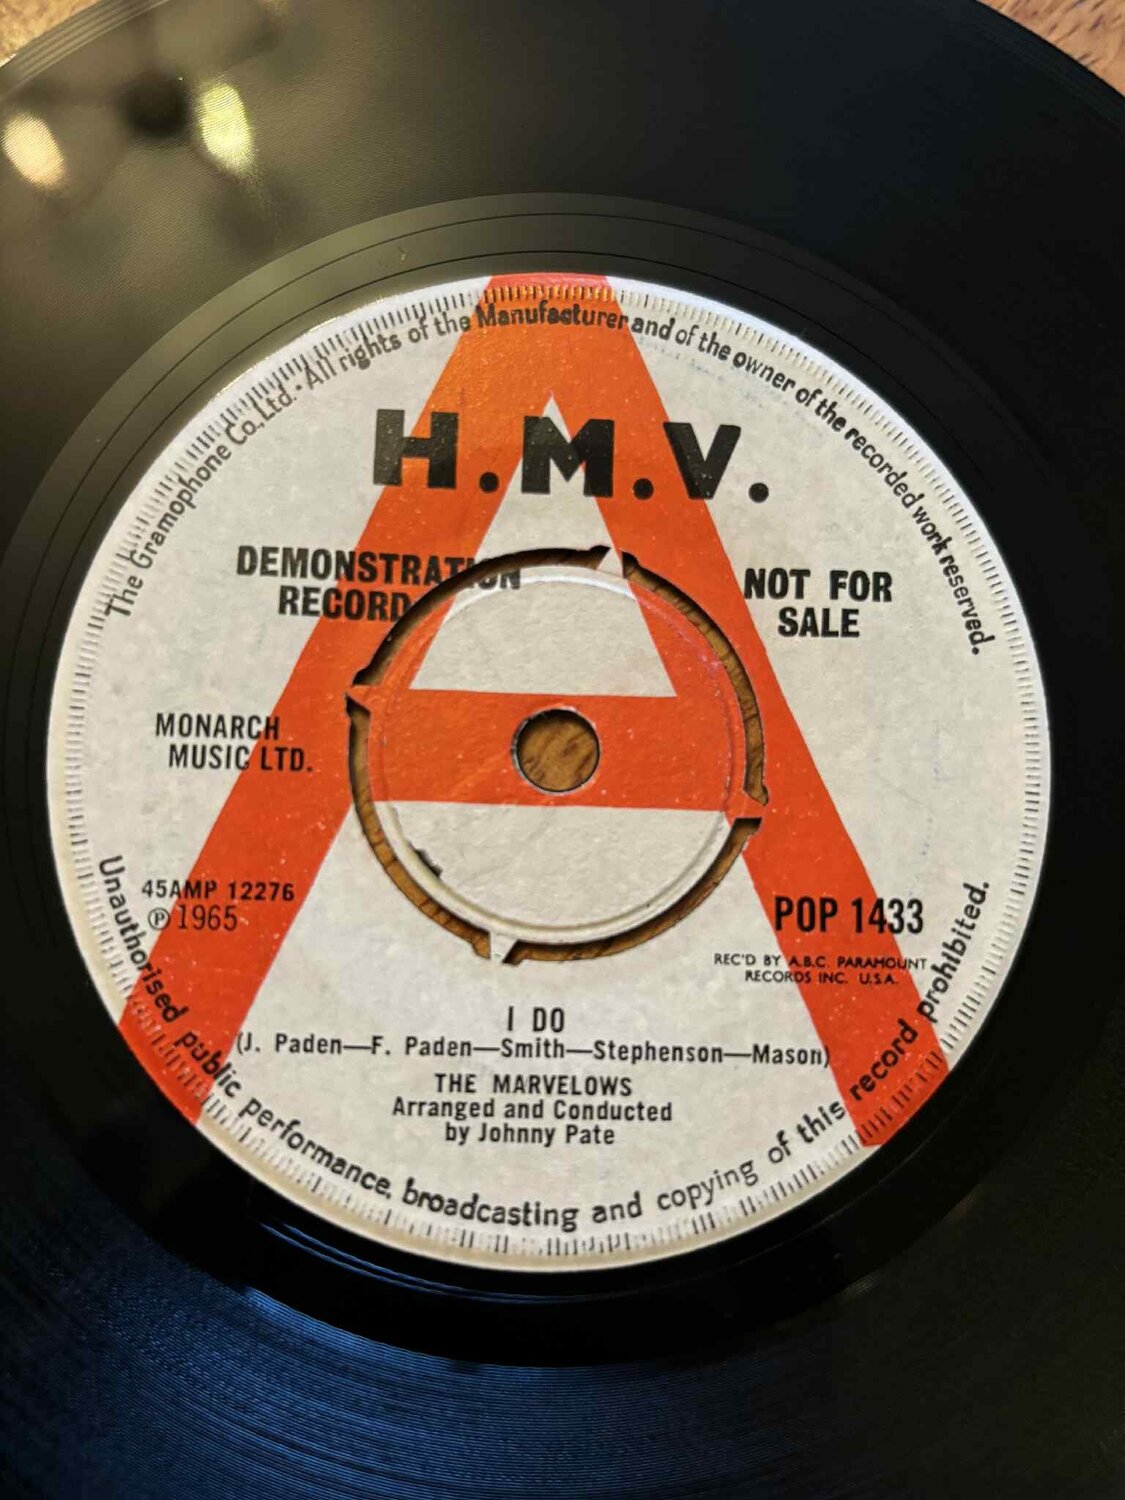 The Gramophone Co., Ltd. · All rights of the Manufacturer and of the owner of the recorded work reserved.
H.M.V.
DEMONSTRATION
RECORD
NOT FOR
SALE
MONARCH
MUSIC LTD.
45AMP 12276
℗ 1965
POP 1433
REC'D BY A.B.C. PARAMOUNT
RECORDS INC. U.S.A.
I DO
(J. Paden—F. Paden—Smith—Stephenson—Mason)
THE MARVELOWS
Arranged and Conducted
by Johnny Pate
Unauthorised public performance, broadcasting and copying of this record prohibited.